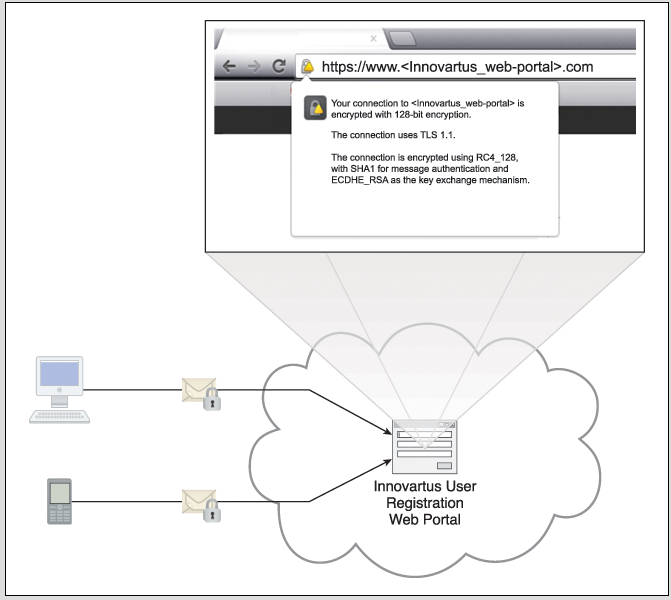 https://www.<Innovartus_web-portal>.com
Your connection to <Innovartus_web-portal> is
encrypted with 128-bit encryption.
The connection uses TLS 1.1.
The connection is encrypted using RC4_128,
with SHA1 for message authentication and
ECDHE_RSA as the key exchange mechanism.
Innovartus User
Registration
Web Portal